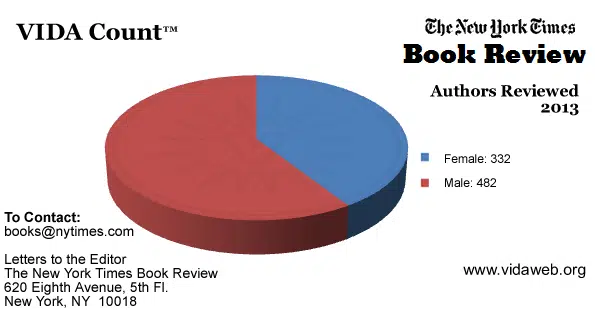 VIDA Count™
The New York Times
Book Review
Authors Reviewed
2013
Female: 332
Male: 482
To Contact:
books@nytimes.com
Letters to the Editor
The New York Times Book Review
620 Eighth Avenue, 5th Fl.
New York, NY  10018
www.vidaweb.org